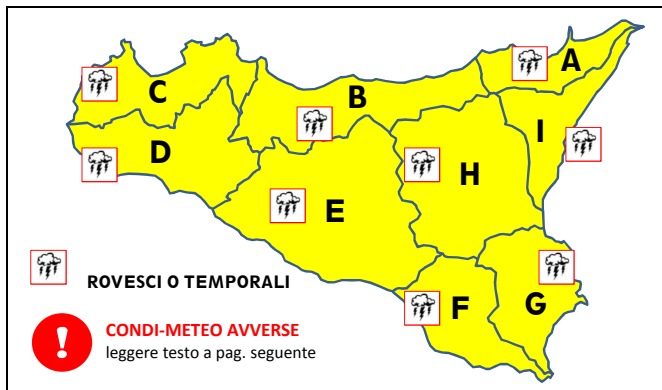 A
C
B
I
D
H
E
F
G
ROVESCI O TEMPORALI
! CONDI-METEO AVVERSE
leggere testo a pag. seguente